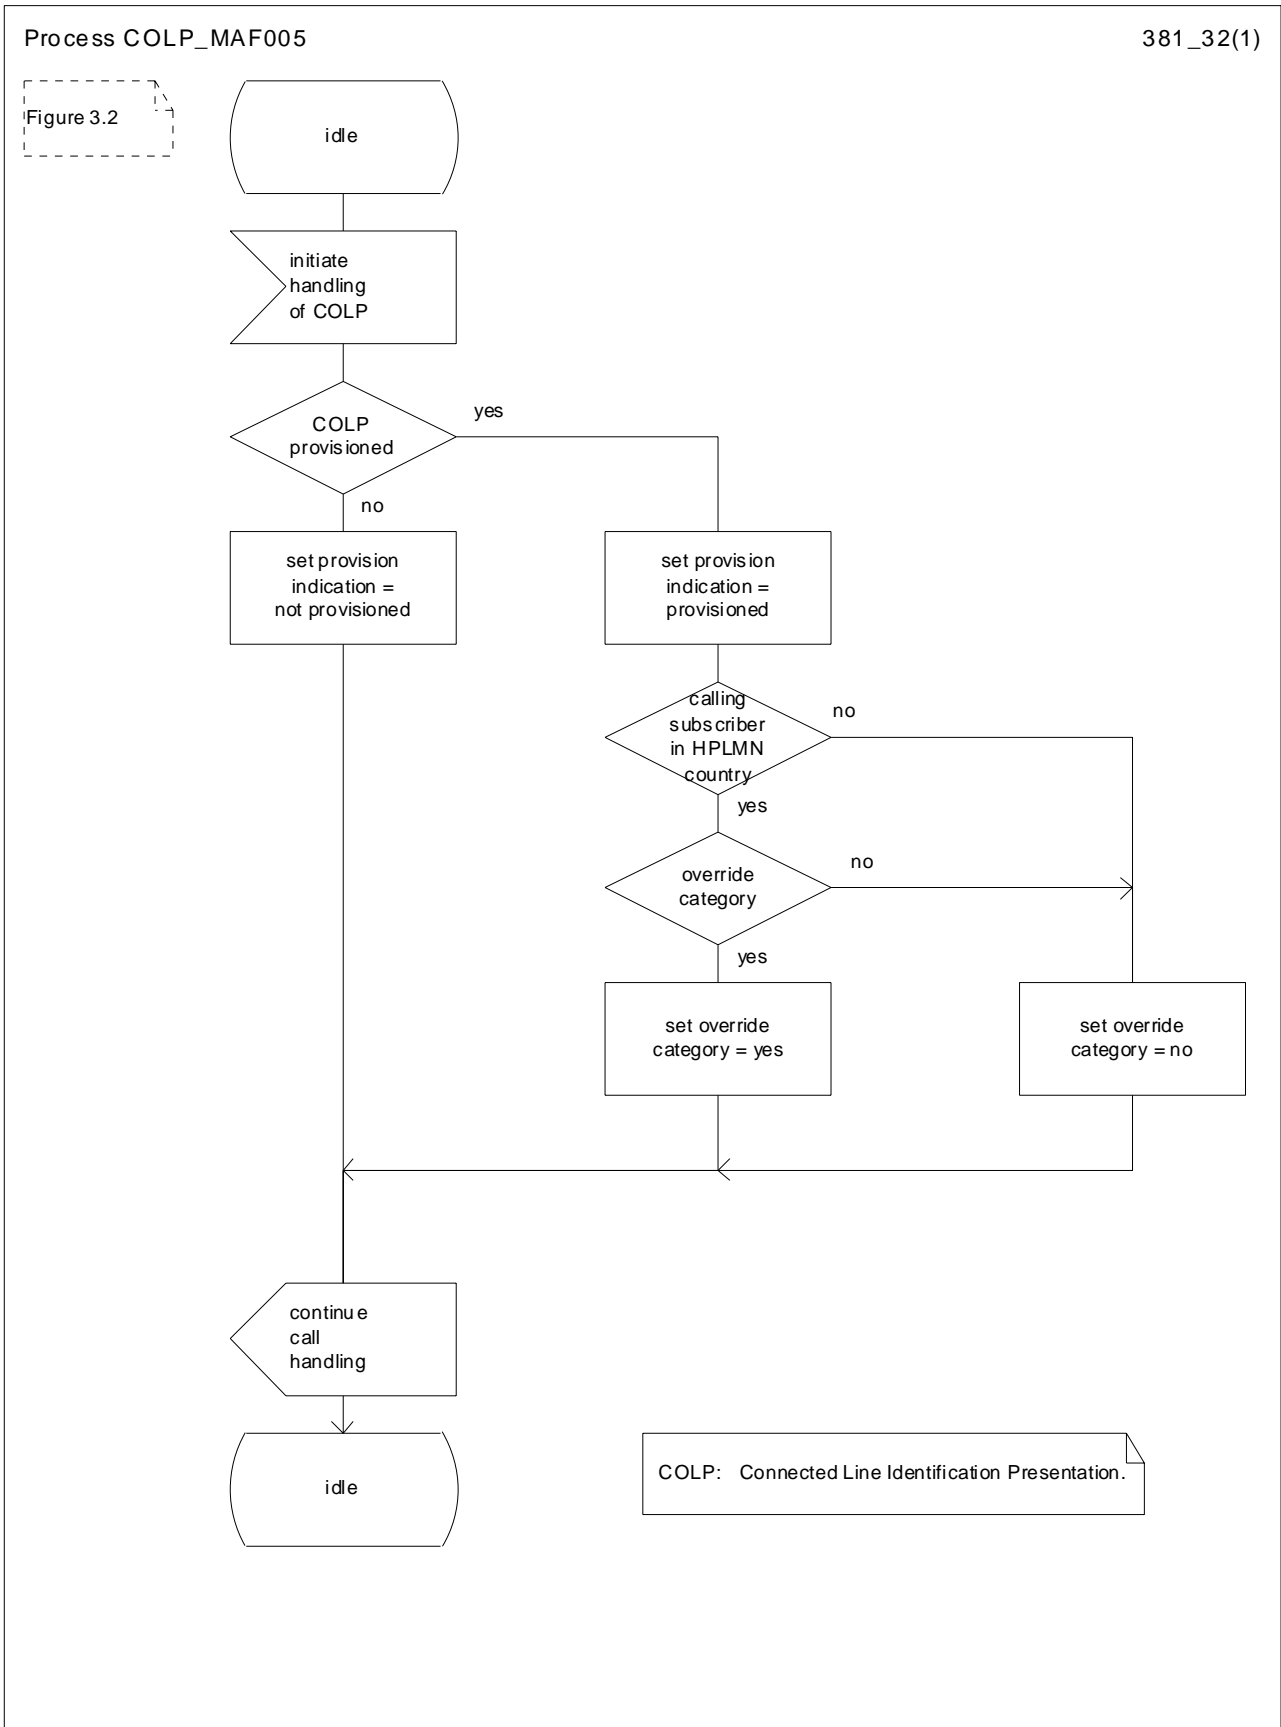 Process COLP_MAF005
381_32(1)
Figure 3.2
idle
initiate
handling
of COLP
COLP
provisioned
yes
no
set provision
indication =
not provisioned
set provision
indication =
provisioned
calling
subscriber
in HPLMN
country
no
yes
override
category
no
yes
set override
category = yes
set override
category = no
continue
call
handling
idle
COLP: Connected Line Identification Presentation.